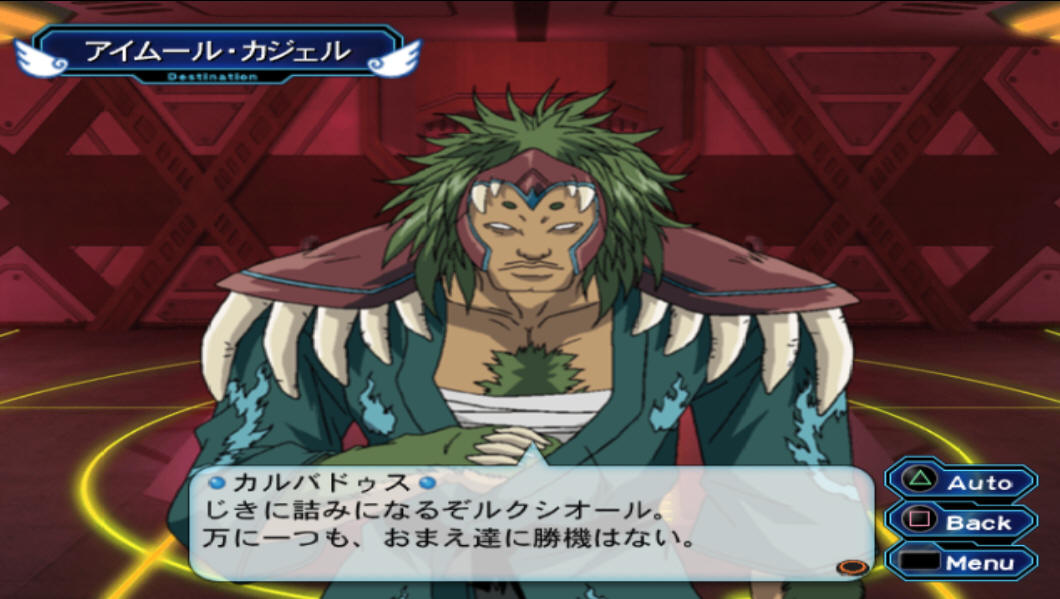 アイムール・カジェル
Destination
カルバドゥス
じきに詰みになるぞルクシオール。
万に一つも、おまえ達に勝機はない。
Auto
Back
Menu